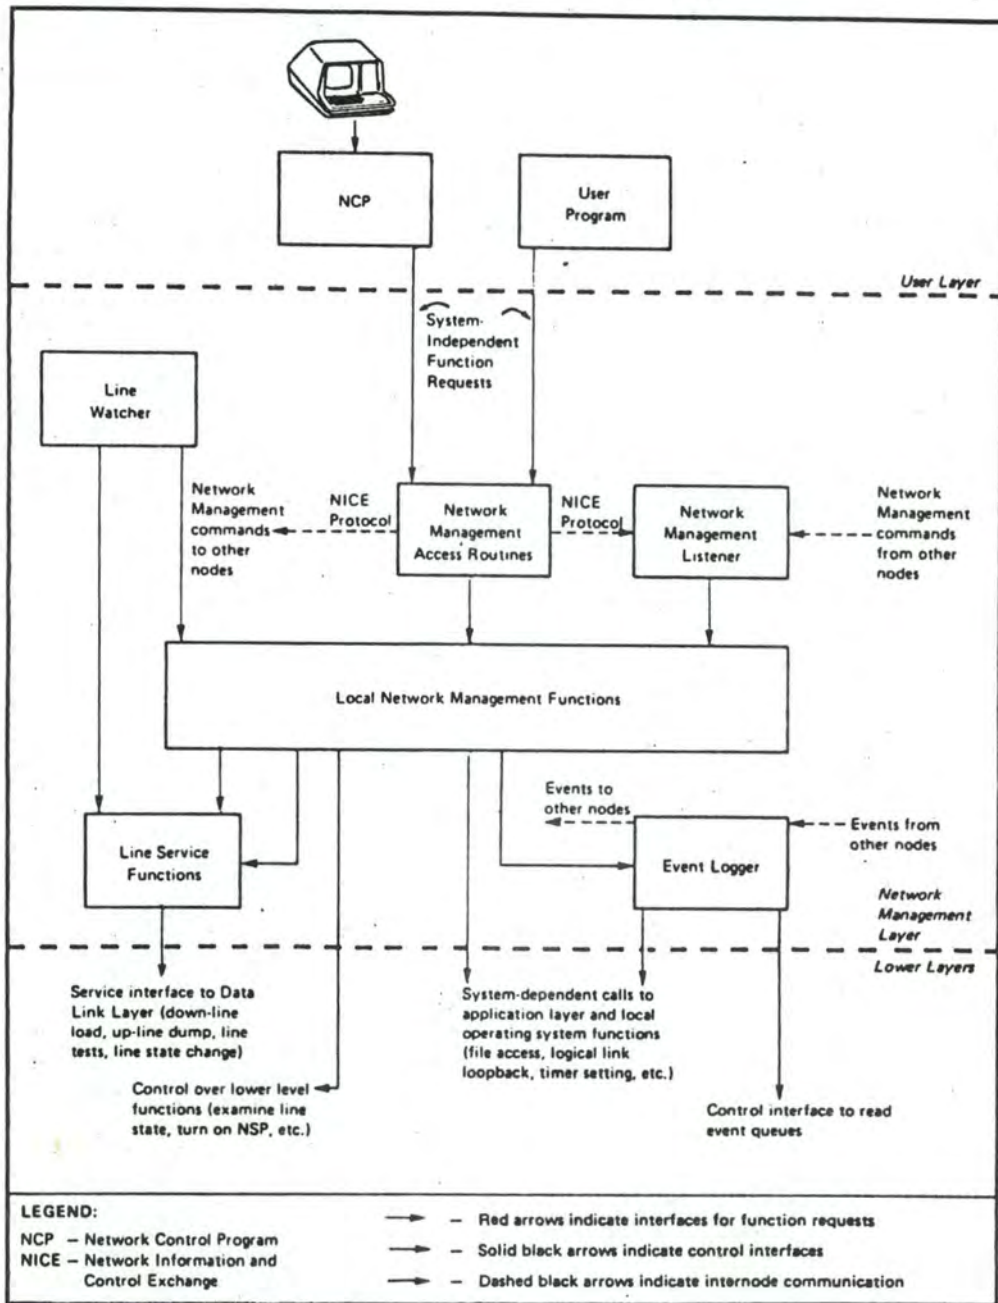 NCP
User
Program
User Layer
System-
Independent
Function
Requests
Line
Watcher
Network
Management
commands
to other
nodes
NICE
Protocol
Network
Management
Access Routines
NICE
Protocol
Network
Management
Listener
Network
Management
commands
from other
nodes
Local Network Management Functions
Events to
other nodes
Events from
other nodes
Line Service
Functions
Event Logger
Network
Management
Layer
Lower Layers
Service interface to Data
Link Layer (down-line
load, up-line dump, line
tests, line state change)
System-dependent calls to
application layer and local
operating system functions
(file access, logical link
loopback, timer setting, etc.)
Control over lower level
functions (examine line
state, turn on NSP, etc.)
Control interface to read
event queues
LEGEND:
NCP – Network Control Program
NICE – Network Information and
Control Exchange
– Red arrows indicate interfaces for function requests
– Solid black arrows indicate control interfaces
– Dashed black arrows indicate internode communication